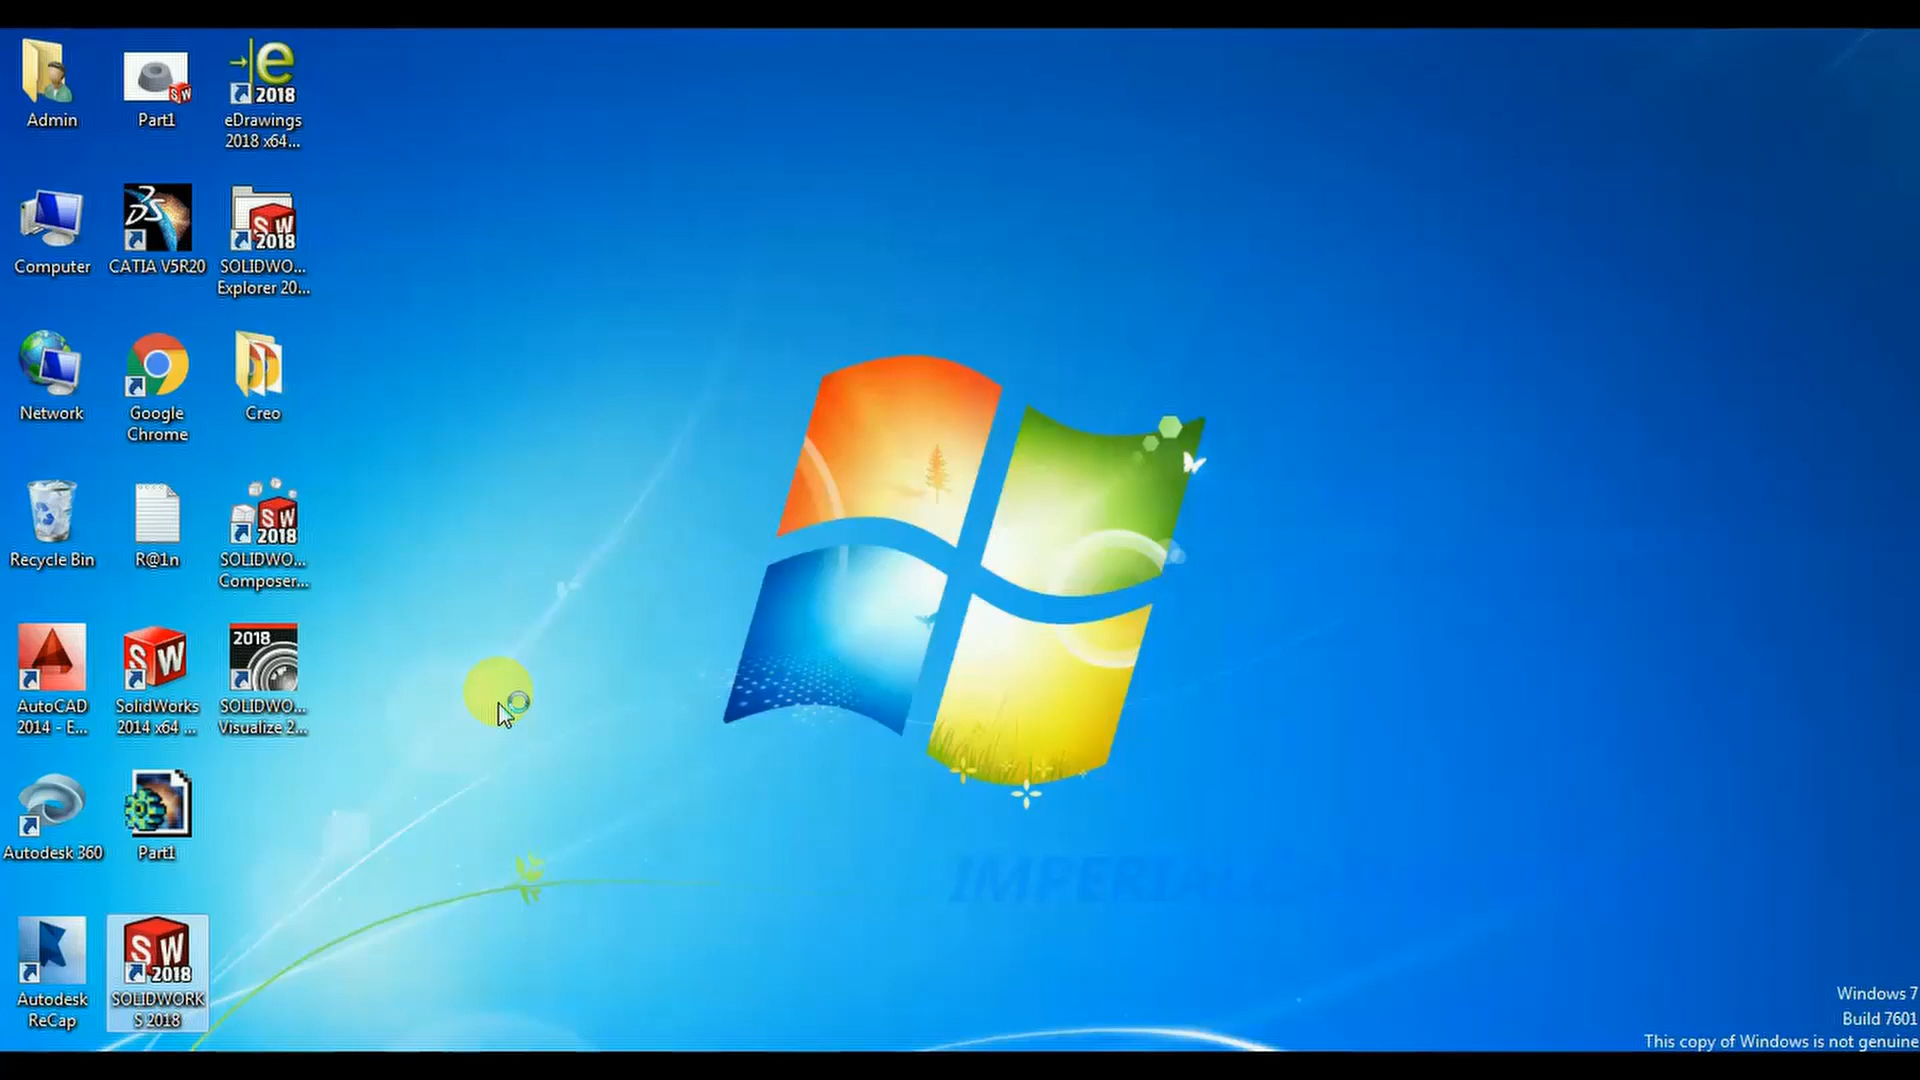 Admin
Part1
e
2018
eDrawings
2018 x64...
Computer
CATIA V5R20
SW
2018
SOLIDWO...
Explorer 20...
Network
Google
Chrome
Creo
Recycle Bin
R@1n
SW
2018
SOLIDWO...
Composer...
AutoCAD
2014 - E...
SW
SolidWorks
2014 x64 ...
2018
SOLIDWO...
Visualize 2...
Autodesk 360
Part1
Autodesk
ReCap
SW
2018
SOLIDWORK
S 2018
Windows 7
Build 7601
This copy of Windows is not genuine